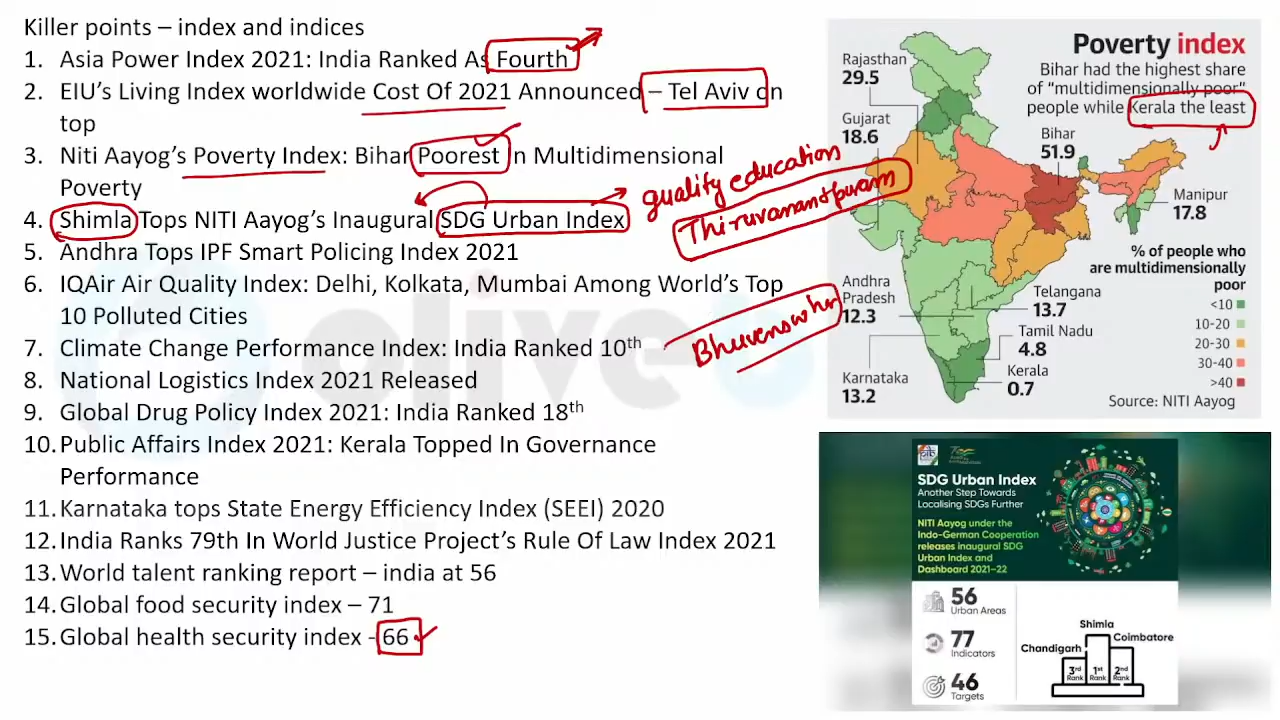 Killer points – index and indices
1. Asia Power Index 2021: India Ranked As Fourth
2. EIU's Living Index worldwide Cost Of 2021 Announced – Tel Aviv on
top
3. Niti Aayog's Poverty Index: Bihar Poorest In Multidimensional
Poverty
4. Shimla Tops NITI Aayog's Inaugural SDG Urban Index
5. Andhra Tops IPF Smart Policing Index 2021
6. IQAir Air Quality Index: Delhi, Kolkata, Mumbai Among World's Top
10 Polluted Cities
7. Climate Change Performance Index: India Ranked 10th
8. National Logistics Index 2021 Released
9. Global Drug Policy Index 2021: India Ranked 18th
10. Public Affairs Index 2021: Kerala Topped In Governance
Performance
11. Karnataka tops State Energy Efficiency Index (SEEI) 2020
12. India Ranks 79th In World Justice Project's Rule Of Law Index 2021
13. World talent ranking report – india at 56
14. Global food security index – 71
15. Global health security index - 66
quality education
Thiruvanantpuram
Bhuvenswhr
Poverty index
Bihar had the highest share
of "multidimensionally poor"
people while Kerala the least
Rajasthan
29.5
Gujarat
18.6
Bihar
51.9
Manipur
17.8
Andhra
Pradesh
12.3
Telangana
13.7
Tamil Nadu
4.8
Kerala
0.7
Karnataka
13.2
% of people who
are multidimensionally
poor
<10
10-20
20-30
30-40
>40
Source: NITI Aayog
SDG Urban Index
Another Step Towards
Localising SDGs Further
NITI Aayog under the
Indo-German Cooperation
releases inaugural SDG
Urban Index and
Dashboard 2021–22
56
Urban Areas
77
Indicators
46
Targets
Shimla
Coimbatore
Chandigarh
3rd Rank
1st Rank
2nd Rank